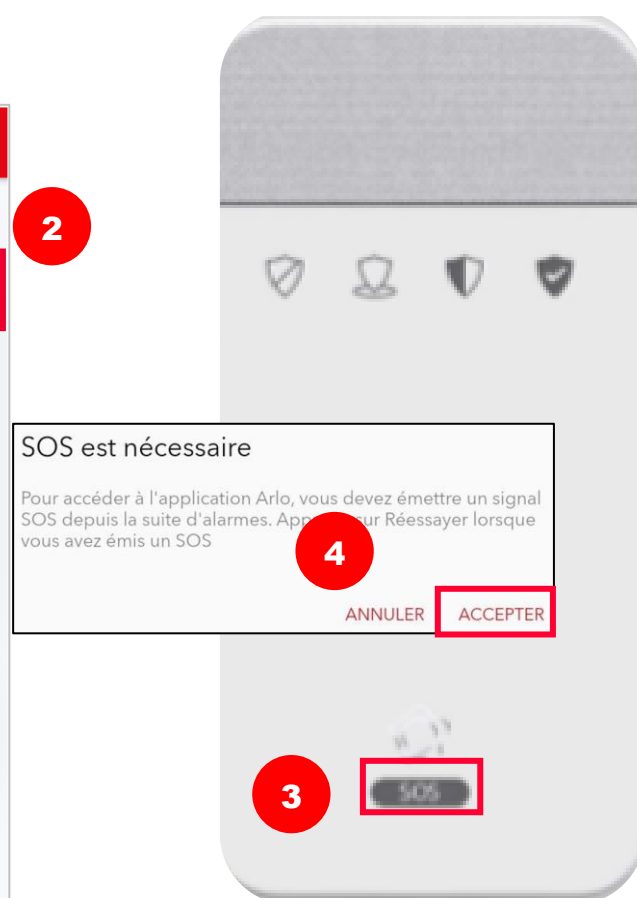 2
SOS est nécessaire
Pour accéder à l'application Arlo, vous devez émettre un signal
SOS depuis la suite d'alarmes. sur Réessayer lorsque
vous avez émis un SOS
4
ANNULER ACCEPTER
3
SOS